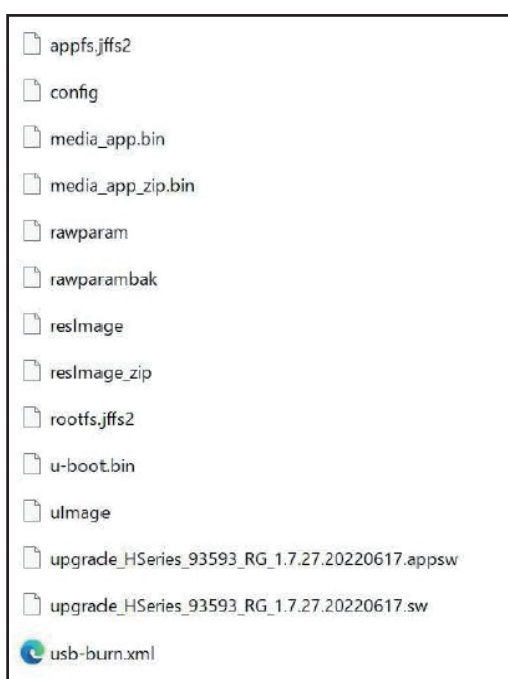 appfs.jffs2
config
media_app.bin
media_app_zip.bin
rawparam
rawparambak
resImage
resImage_zip
rootfs.jffs2
u-boot.bin
uImage
upgrade_HSeries_93593_RG_1.7.27.20220617.appsw
upgrade_HSeries_93593_RG_1.7.27.20220617.sw
usb-burn.xml